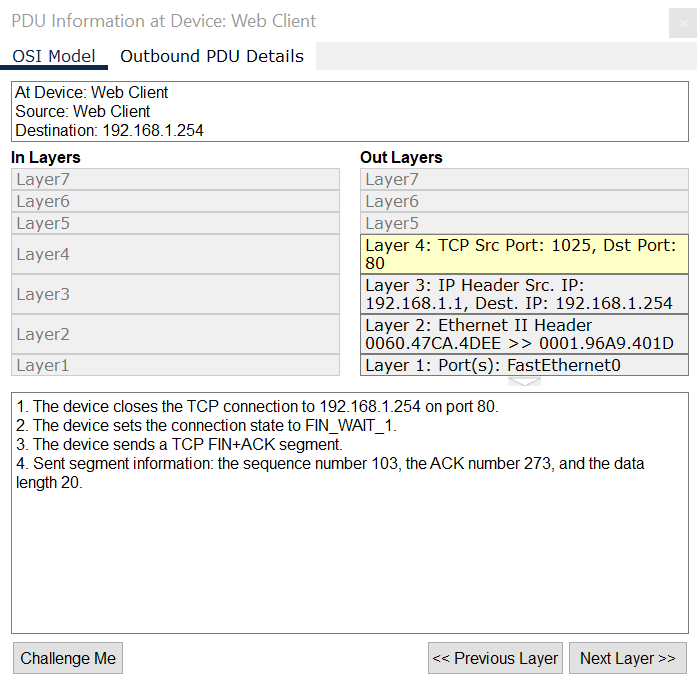 PDU Information at Device: Web Client
×
OSI Model
Outbound PDU Details
At Device: Web Client
Source: Web Client
Destination: 192.168.1.254
In Layers
Layer7
Layer6
Layer5
Layer4
Layer3
Layer2
Layer1
Out Layers
Layer7
Layer6
Layer5
Layer 4: TCP Src Port: 1025, Dst Port:
80
Layer 3: IP Header Src. IP:
192.168.1.1, Dest. IP: 192.168.1.254
Layer 2: Ethernet II Header
0060.47CA.4DEE >> 0001.96A9.401D
Layer 1: Port(s): FastEthernet0
1. The device closes the TCP connection to 192.168.1.254 on port 80.
2. The device sets the connection state to FIN_WAIT_1.
3. The device sends a TCP FIN+ACK segment.
4. Sent segment information: the sequence number 103, the ACK number 273, and the data
length 20.
Challenge Me
<< Previous Layer
Next Layer >>